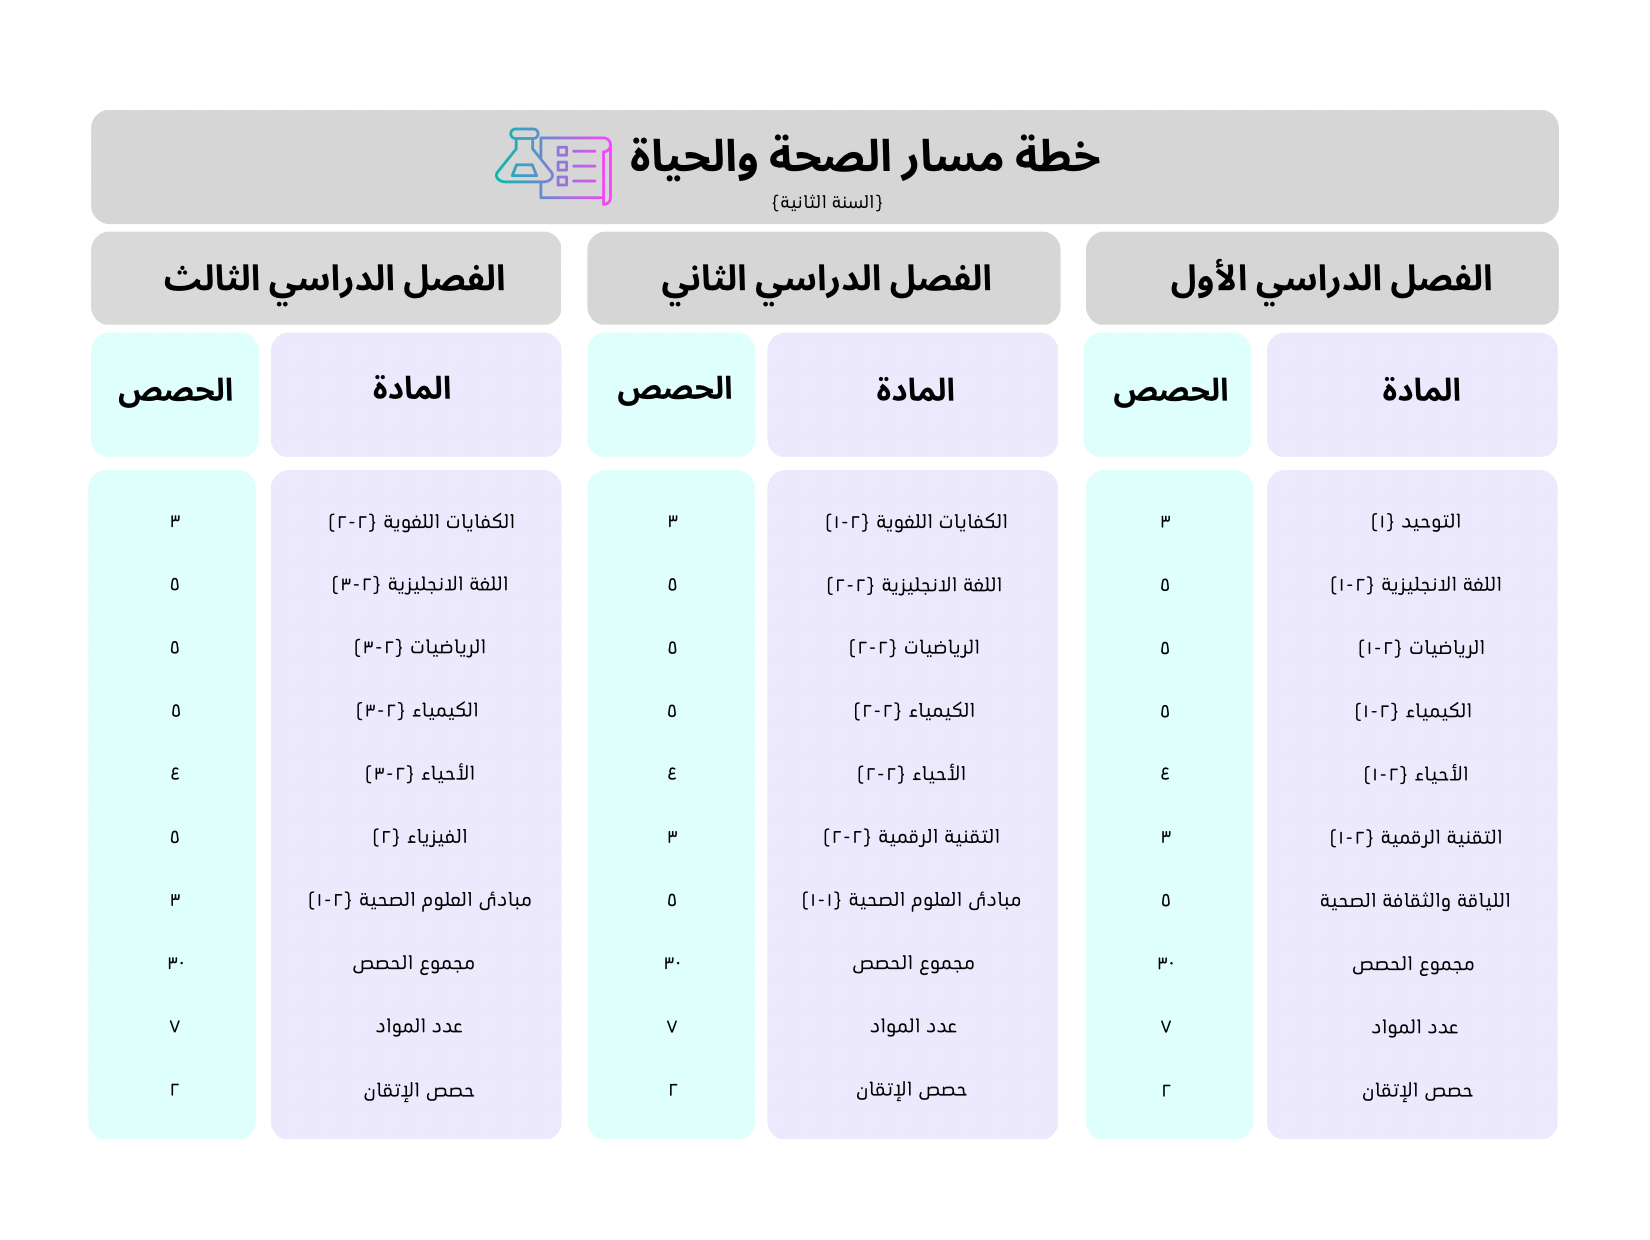 خطة مسار الصحة والحياة
{السنة الثانية}
الفصل الدراسي الأول
المادة الحصص
التوحيد {١} ٣
اللغة الانجليزية {٢-١} ٥
الرياضيات {٢-١} ٥
الكيمياء {٢-١} ٥
الأحياء {٢-١} ٤
التقنية الرقمية {٢-١} ٣
اللياقة والثقافة الصحية ٥
مجموع الحصص ٣٠
عدد المواد ٧
حصص الإتقان ٢
الفصل الدراسي الثاني
المادة الحصص
الكفايات اللغوية {٢-١} ٣
اللغة الانجليزية {٢-٢} ٥
الرياضيات {٢-٢} ٥
الكيمياء {٢-٢} ٥
الأحياء {٢-٢} ٤
التقنية الرقمية {٢-٢} ٣
مبادئ العلوم الصحية {١-١} ٥
مجموع الحصص ٣٠
عدد المواد ٧
حصص الإتقان ٢
الفصل الدراسي الثالث
المادة الحصص
الكفايات اللغوية {٢-٢} ٣
اللغة الانجليزية {٢-٣} ٥
الرياضيات {٢-٣} ٥
الكيمياء {٢-٣} ٥
الأحياء {٢-٣} ٤
الفيزياء {٢} ٥
مبادئ العلوم الصحية {٢-١} ٣
مجموع الحصص ٣٠
عدد المواد ٧
حصص الإتقان ٢